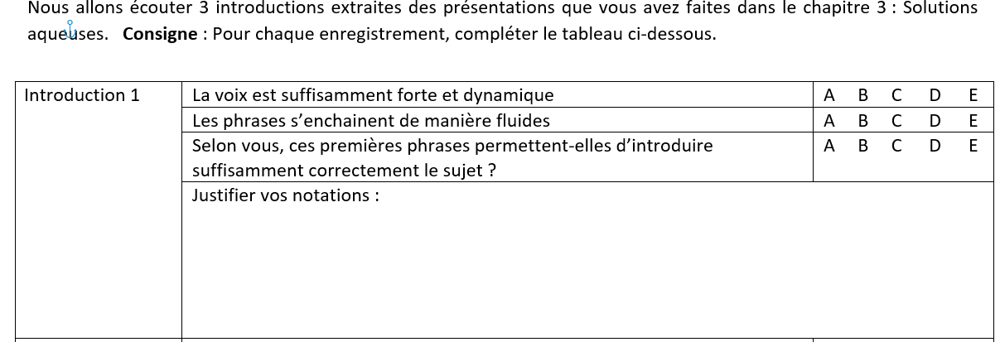 Nous allons écouter 3 introductions extraites des présentations que vous avez faites dans le chapitre 3 : Solutions
aqueuses. Consigne : Pour chaque enregistrement, compléter le tableau ci-dessous.
Introduction 1
La voix est suffisamment forte et dynamique A B C D E
Les phrases s’enchainent de manière fluides A B C D E
Selon vous, ces premières phrases permettent-elles d’introduire A B C D E
suffisamment correctement le sujet ?
Justifier vos notations :